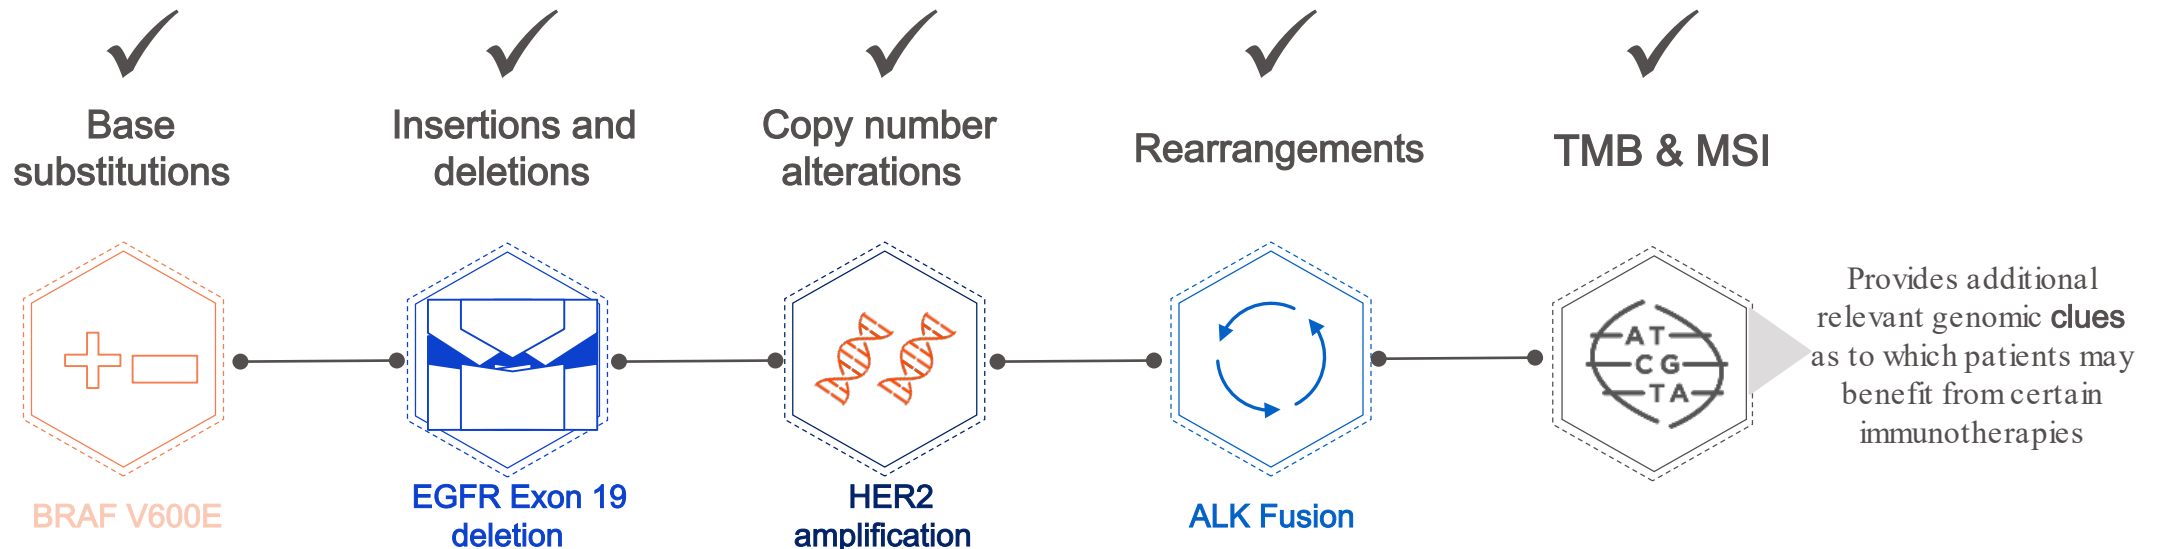 Base
substitutions
Insertions and
deletions
Copy number
alterations
Rearrangements
TMB & MSI
BRAF V600E
EGFR Exon 19
deletion
HER2
amplification
ALK Fusion
AT
CG
TA
Provides additional
relevant genomic clues
as to which patients may
benefit from certain
immunotherapies